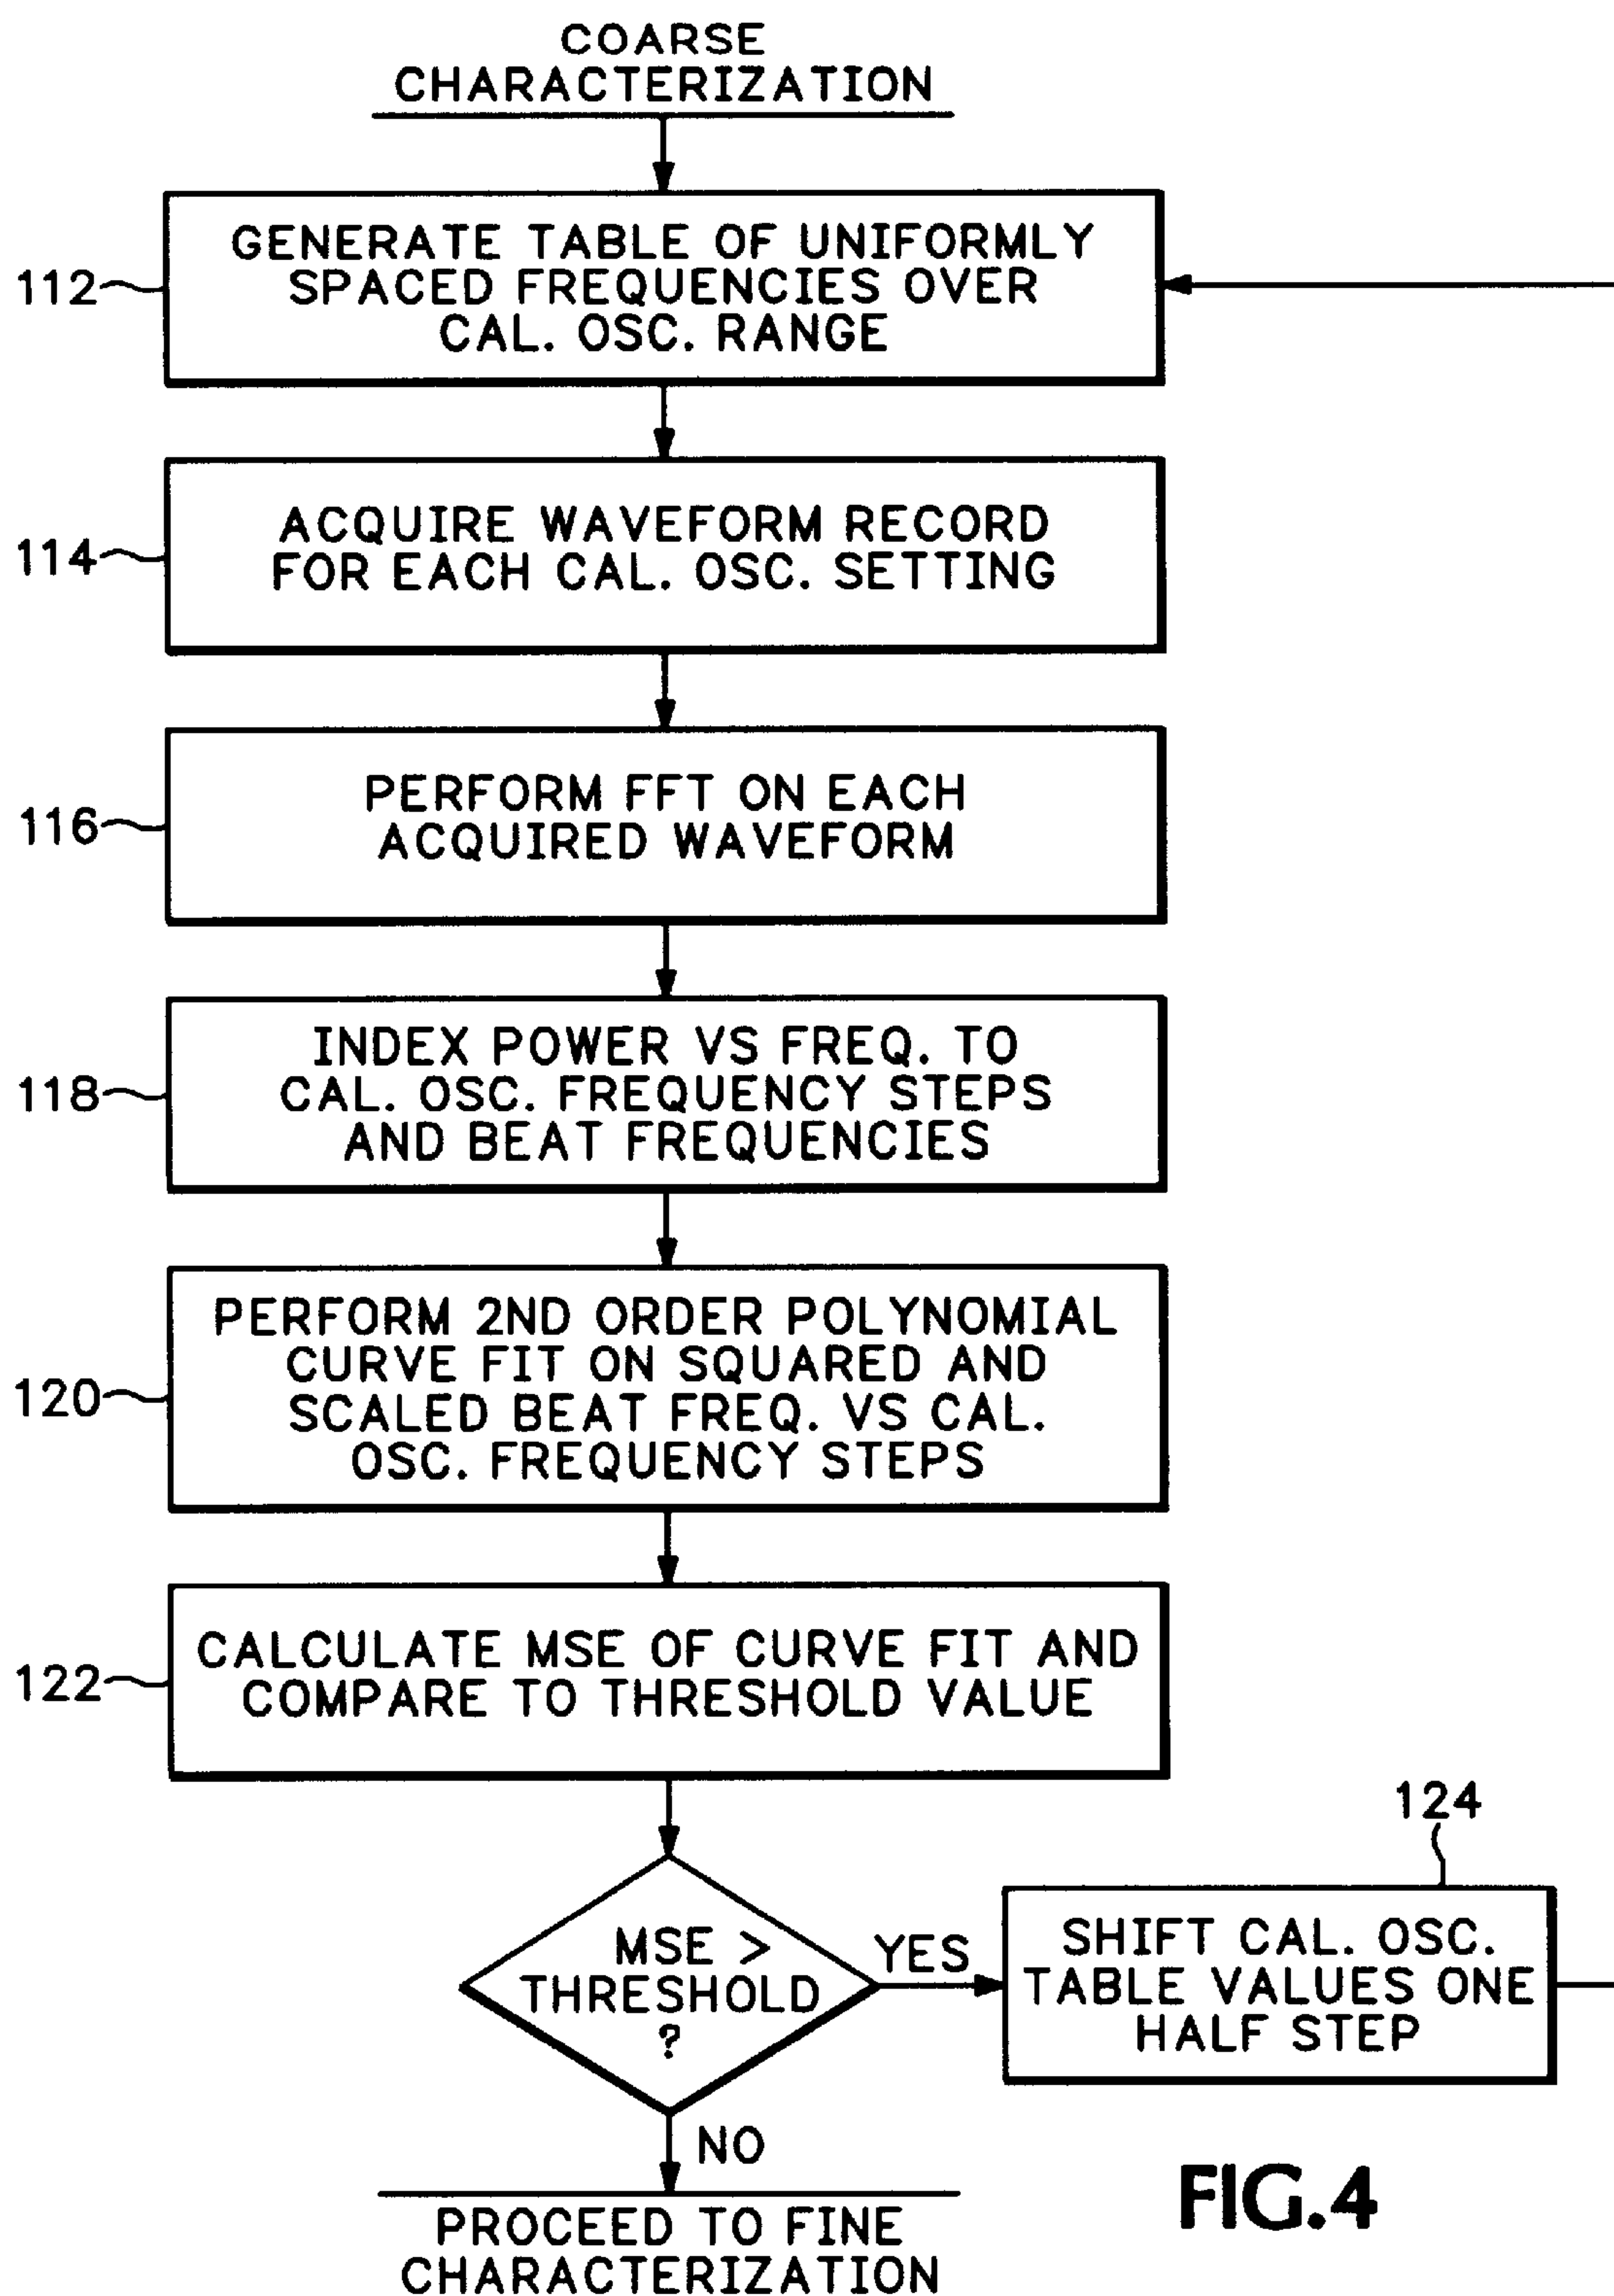 COARSE
CHARACTERIZATION
112
GENERATE TABLE OF UNIFORMLY
SPACED FREQUENCIES OVER
CAL. OSC. RANGE
114
ACQUIRE WAVEFORM RECORD
FOR EACH CAL. OSC. SETTING
116
PERFORM FFT ON EACH
ACQUIRED WAVEFORM
118
INDEX POWER VS FREQ. TO
CAL. OSC. FREQUENCY STEPS
AND BEAT FREQUENCIES
120
PERFORM 2ND ORDER POLYNOMIAL
CURVE FIT ON SQUARED AND
SCALED BEAT FREQ. VS CAL.
OSC. FREQUENCY STEPS
122
CALCULATE MSE OF CURVE FIT AND
COMPARE TO THRESHOLD VALUE
MSE >
THRESHOLD
?
YES
124
SHIFT CAL. OSC.
TABLE VALUES ONE
HALF STEP
NO
PROCEED TO FINE
CHARACTERIZATION
FIG.4